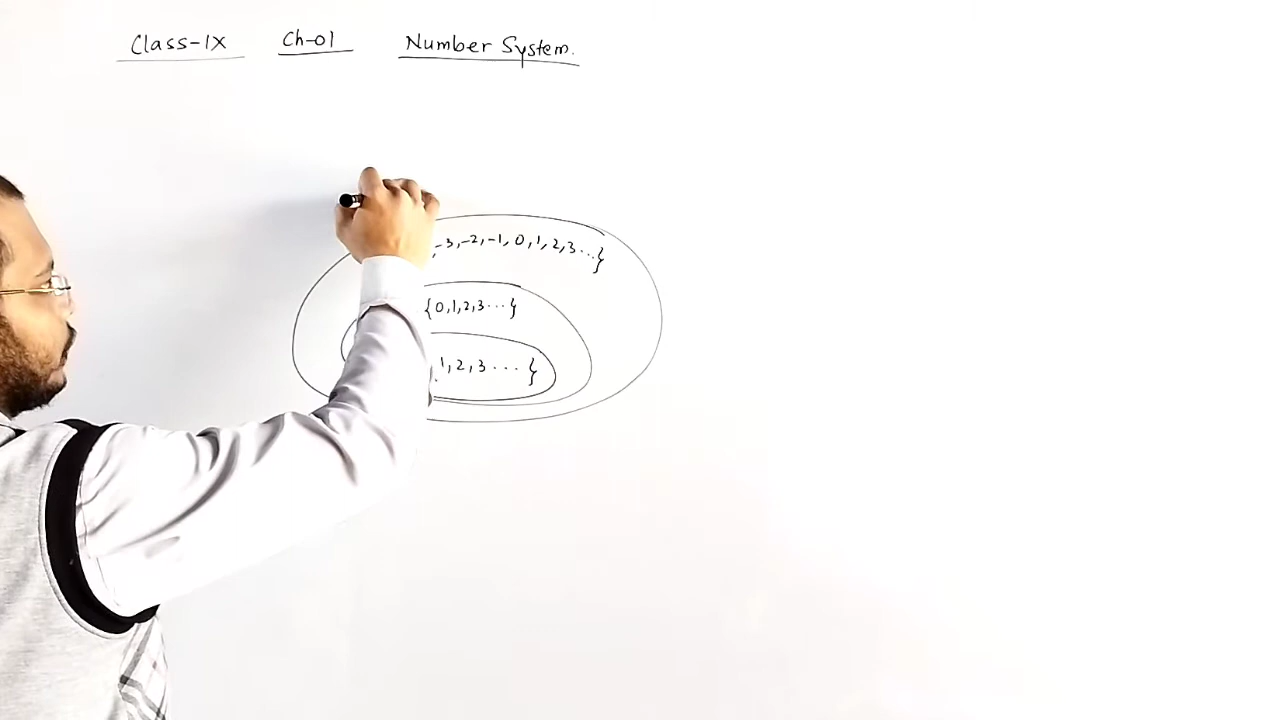 Class-IX Ch-01 Number System.
,-3,-2,-1,0,1,2,3...}
{0,1,2,3...}
1,2,3....}